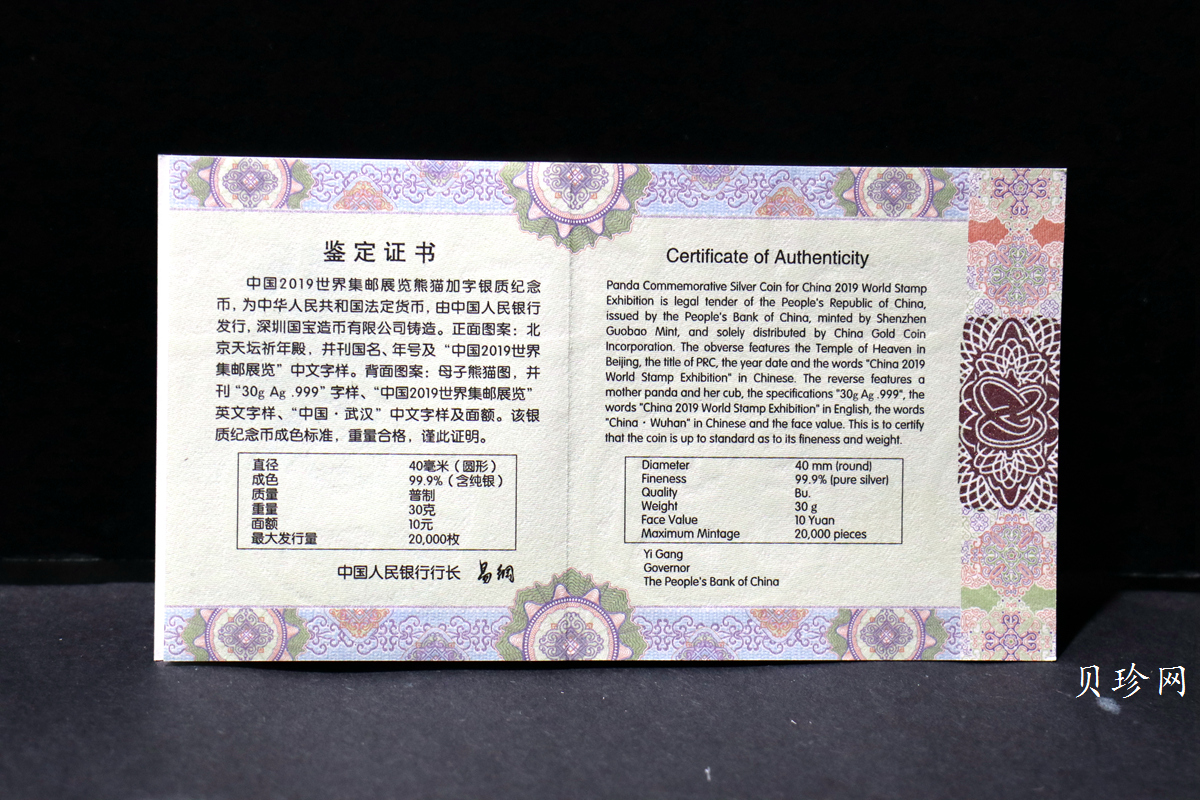 鉴定证书
中国2019世界集邮展览熊猫加字银质纪念
币，为中华人民共和国法定货币，由中国人民银行
发行，深圳国宝造币有限公司铸造。正面图案：北
京天坛祈年殿，并刊国名、年号及“中国2019世界
集邮展览”中文字样。背面图案：母子熊猫图，并
刊“30g Ag .999”字样、“中国2019世界集邮展览”
英文字样、“中国·武汉”中文字样及面额。该银
质纪念币成色标准，重量合格，谨此证明。
直径 40毫米（圆形）
成色 99.9%（含纯银）
质量 普制
重量 30克
面额 10元
最大发行量 20,000枚
中国人民银行行长 易纲
Certificate of Authenticity
Panda Commemorative Silver Coin for China 2019 World Stamp
Exhibition is legal tender of the People's Republic of China,
issued by the People's Bank of China, minted by Shenzhen
Guobao Mint, and solely distributed by China Gold Coin
Incorporation. The obverse features the Temple of Heaven in
Beijing, the title of PRC, the year date and the words "China 2019
World Stamp Exhibition" in Chinese. The reverse features a
mother panda and her cub, the specifications "30g Ag .999", the
words "China 2019 World Stamp Exhibition" in English, the words
"China·Wuhan" in Chinese and the face value. This is to certify
that the coin is up to standard as to its fineness and weight.
Diameter 40 mm (round)
Fineness 99.9% (pure silver)
Quality Bu.
Weight 30 g
Face Value 10 Yuan
Maximum Mintage 20,000 pieces
Yi Gang
Governor
The People's Bank of China
贝珍网